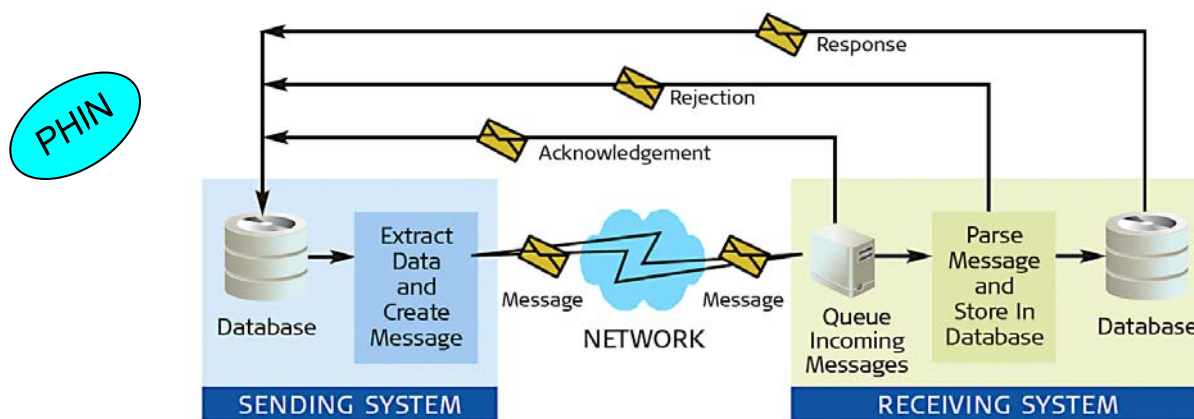 PHIN
Response
Rejection
Acknowledgement
Database
Extract
Data
and
Create
Message
Message
NETWORK
Message
Queue
Incoming
Messages
Parse
Message
and
Store In
Database
Database
SENDING SYSTEM
RECEIVING SYSTEM